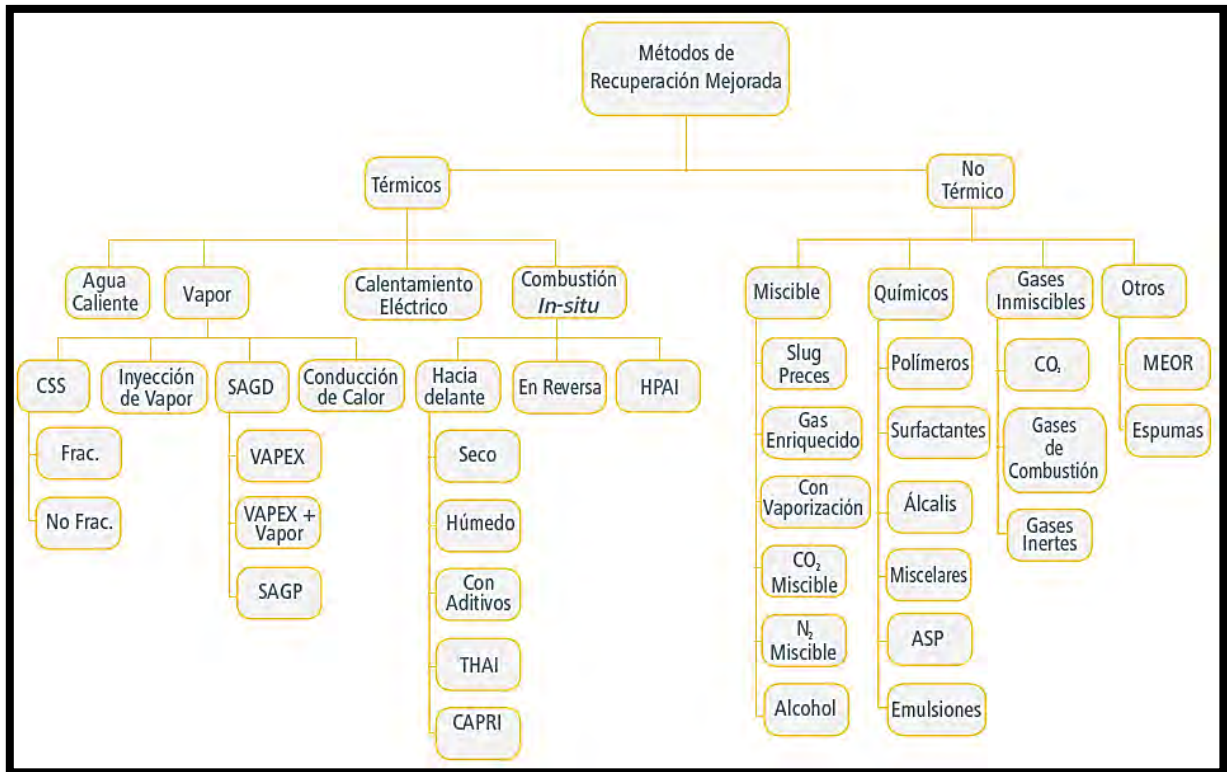 Métodos de
Recuperación Mejorada
Térmicos
No
Térmico
Agua
Caliente
Vapor
Calentamiento
Eléctrico
Combustión
In-situ
Miscible
Químicos
Gases
Inmiscibles
Otros
CSS
Inyección
de Vapor
SAGD
Conducción
de Calor
Hacia
delante
En Reversa
HPAI
Frac.
No Frac.
VAPEX
VAPEX +
Vapor
SAGP
Seco
Húmedo
Con
Aditivos
THAI
CAPRI
Slug
Preces
Gas
Enriquecido
Con
Vaporización
CO₂
Miscible
N₂
Miscible
Alcohol
Polímeros
Surfactantes
Álcalis
Miscelares
ASP
Emulsiones
CO₂
Gases
de
Combustión
Gases
Inertes
MEOR
Espumas